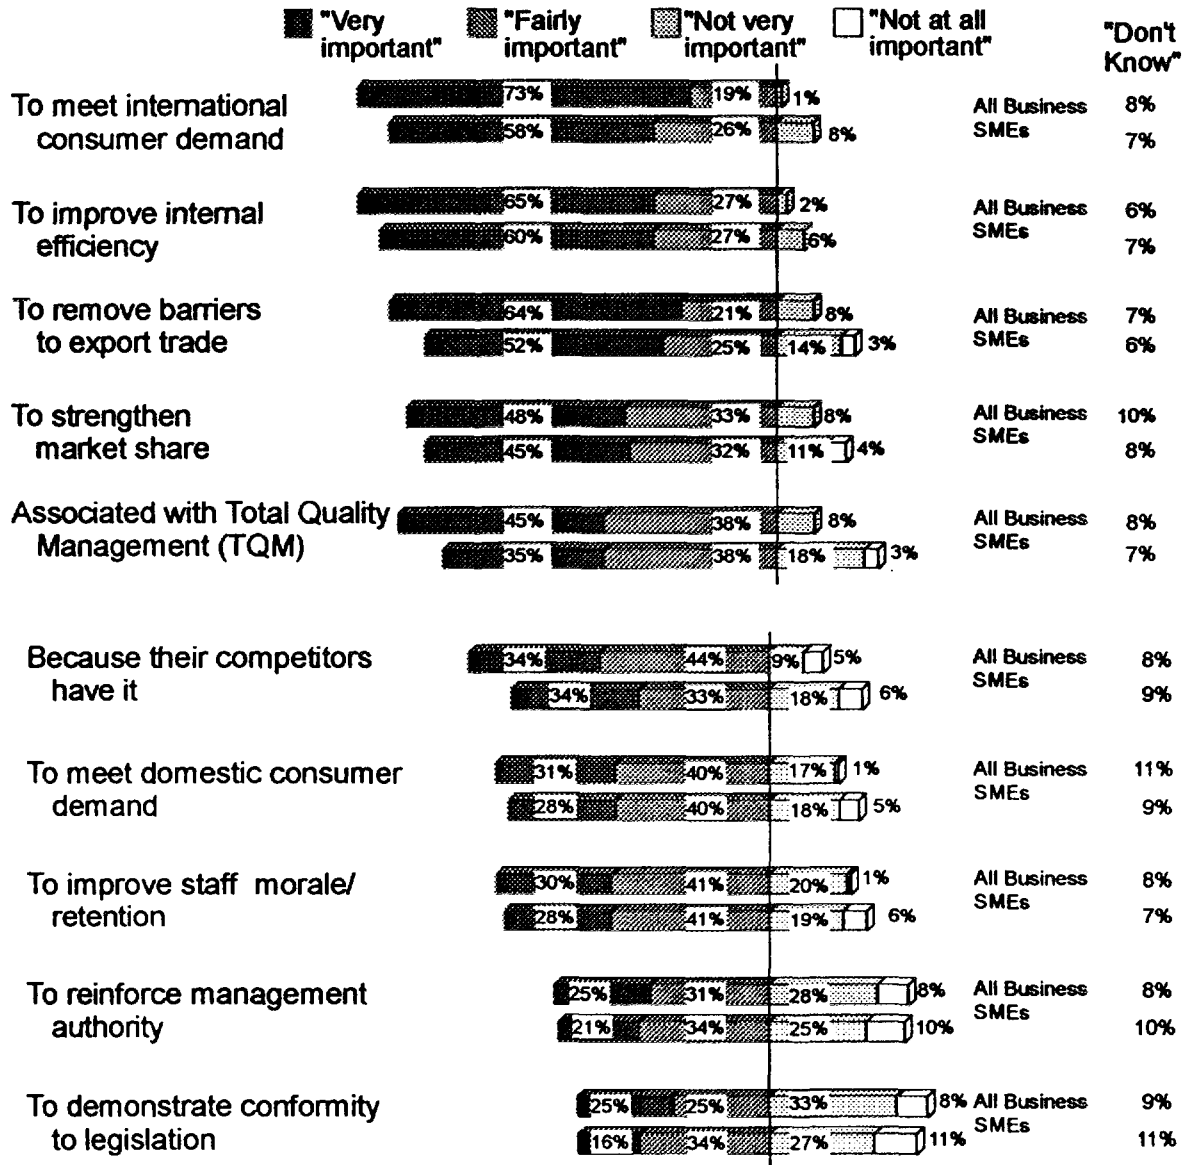 "Very important"
"Fairly important"
"Not very important"
"Not at all important"
"Don't Know"
To meet international
consumer demand
73% 19% 1% All Business 8%
58% 26% 8% SMEs 7%
To improve internal
efficiency
65% 27% 2% All Business 6%
60% 27% 6% SMEs 7%
To remove barriers
to export trade
64% 21% 8% All Business 7%
52% 25% 14% 3% SMEs 6%
To strengthen
market share
48% 33% 8% All Business 10%
45% 32% 11% 4% SMEs 8%
Associated with Total Quality
Management (TQM)
45% 38% 8% All Business 8%
35% 38% 18% 3% SMEs 7%
Because their competitors
have it
34% 44% 9% 5% All Business 8%
34% 33% 18% 6% SMEs 9%
To meet domestic consumer
demand
31% 40% 17% 1% All Business 11%
28% 40% 18% 5% SMEs 9%
To improve staff morale/
retention
30% 41% 20% 1% All Business 8%
28% 41% 19% 6% SMEs 7%
To reinforce management
authority
25% 31% 28% 8% All Business 8%
21% 34% 25% 10% SMEs 10%
To demonstrate conformity
to legislation
25% 25% 33% 8% All Business 9%
16% 34% 27% 11% SMEs 11%